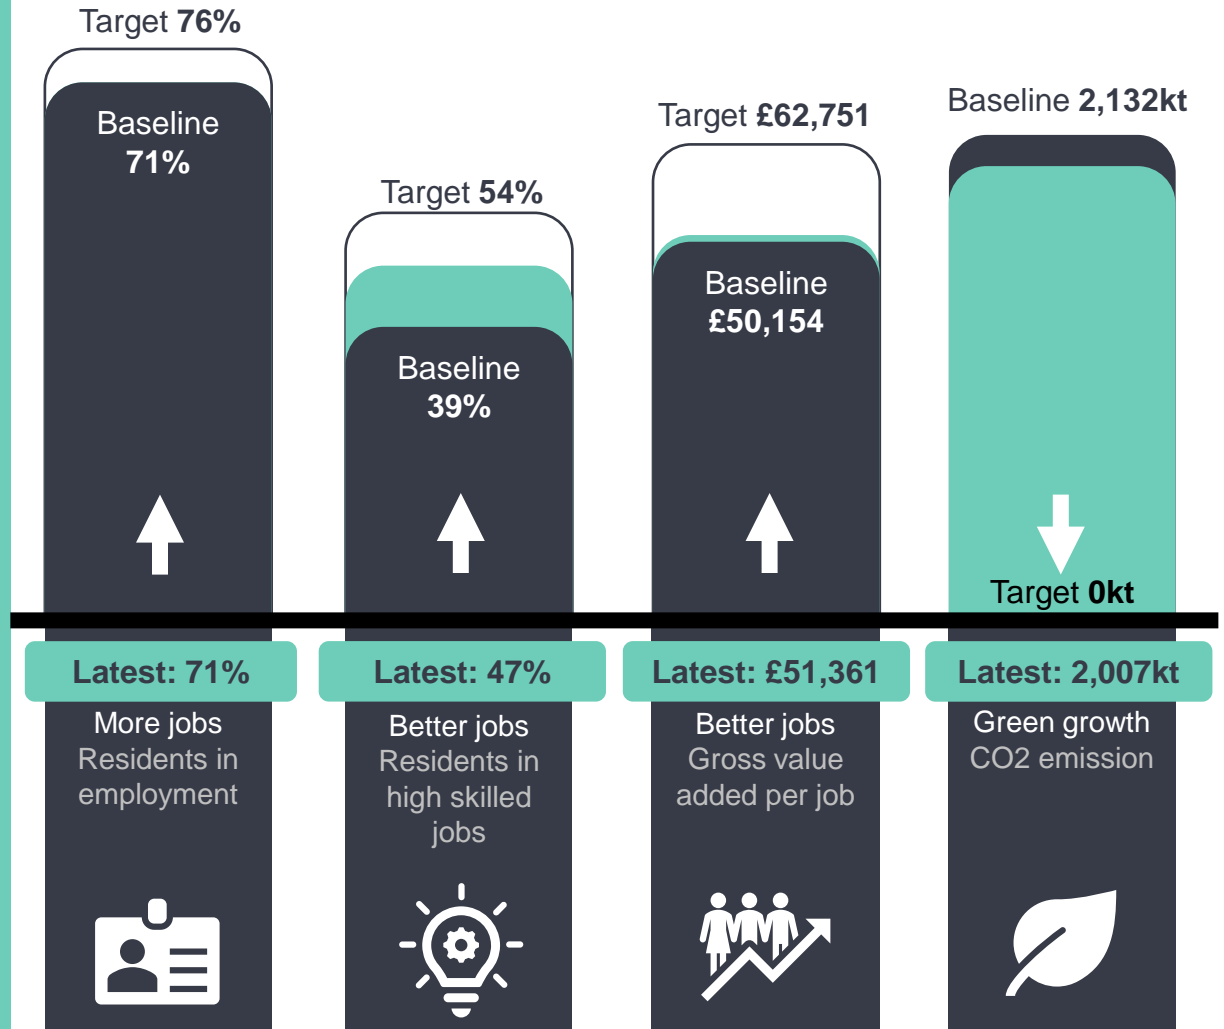 Target 76%
Baseline
71%
Latest: 71%
More jobs
Residents in
employment
Target 54%
Baseline
39%
Latest: 47%
Better jobs
Residents in
high skilled
jobs
Target £62,751
Baseline
£50,154
Latest: £51,361
Better jobs
Gross value
added per job
Baseline 2,132kt
Target 0kt
Latest: 2,007kt
Green growth
CO2 emission